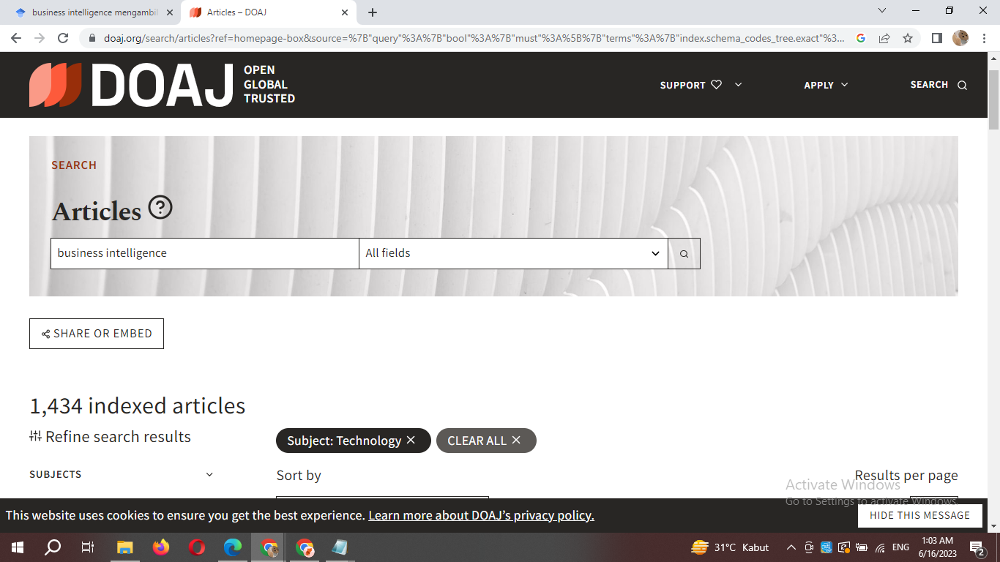 business intelligence mengambil
Articles – DOAJ
doaj.org/search/articles?ref=homepage-box&source=%7B"query"%3A%7B"bool"%3A%7B"must"%3A%5B%7B"terms"%3A%7B"index.schema_codes_tree.exact"%3...
DOAJ
OPEN
GLOBAL
TRUSTED
SUPPORT
APPLY
SEARCH
SEARCH
Articles ?
business intelligence
All fields
SHARE OR EMBED
1,434 indexed articles
Refine search results
Subject: Technology ×
CLEAR ALL ×
SUBJECTS
Sort by
Results per page
Activate Windows
Go to Settings to activate Windows.
This website uses cookies to ensure you get the best experience. Learn more about DOAJ's privacy policy.
HIDE THIS MESSAGE
31°C Kabut
ENG
1:03 AM
6/16/2023
2